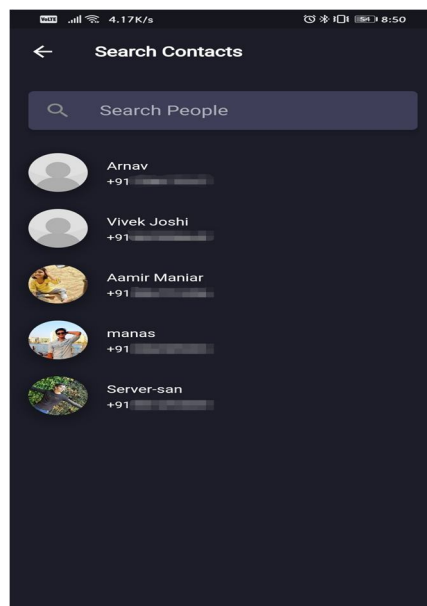 VoLTE 4.17K/s 54 8:50
Search Contacts
Search People
Arnav
+91
Vivek Joshi
+91
Aamir Maniar
+91
manas
+91
Server-san
+91